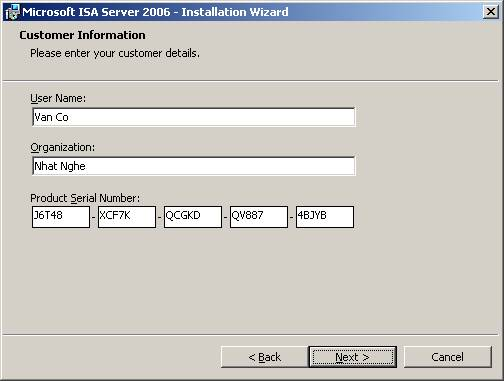 Microsoft ISA Server 2006 - Installation Wizard
Customer Information
Please enter your customer details.
User Name:
Van Co
Organization:
Nhat Nghe
Product Serial Number:
J6T48 - XCF7K - QCGKD - QV887 - 4BJYB
< Back Next > Cancel